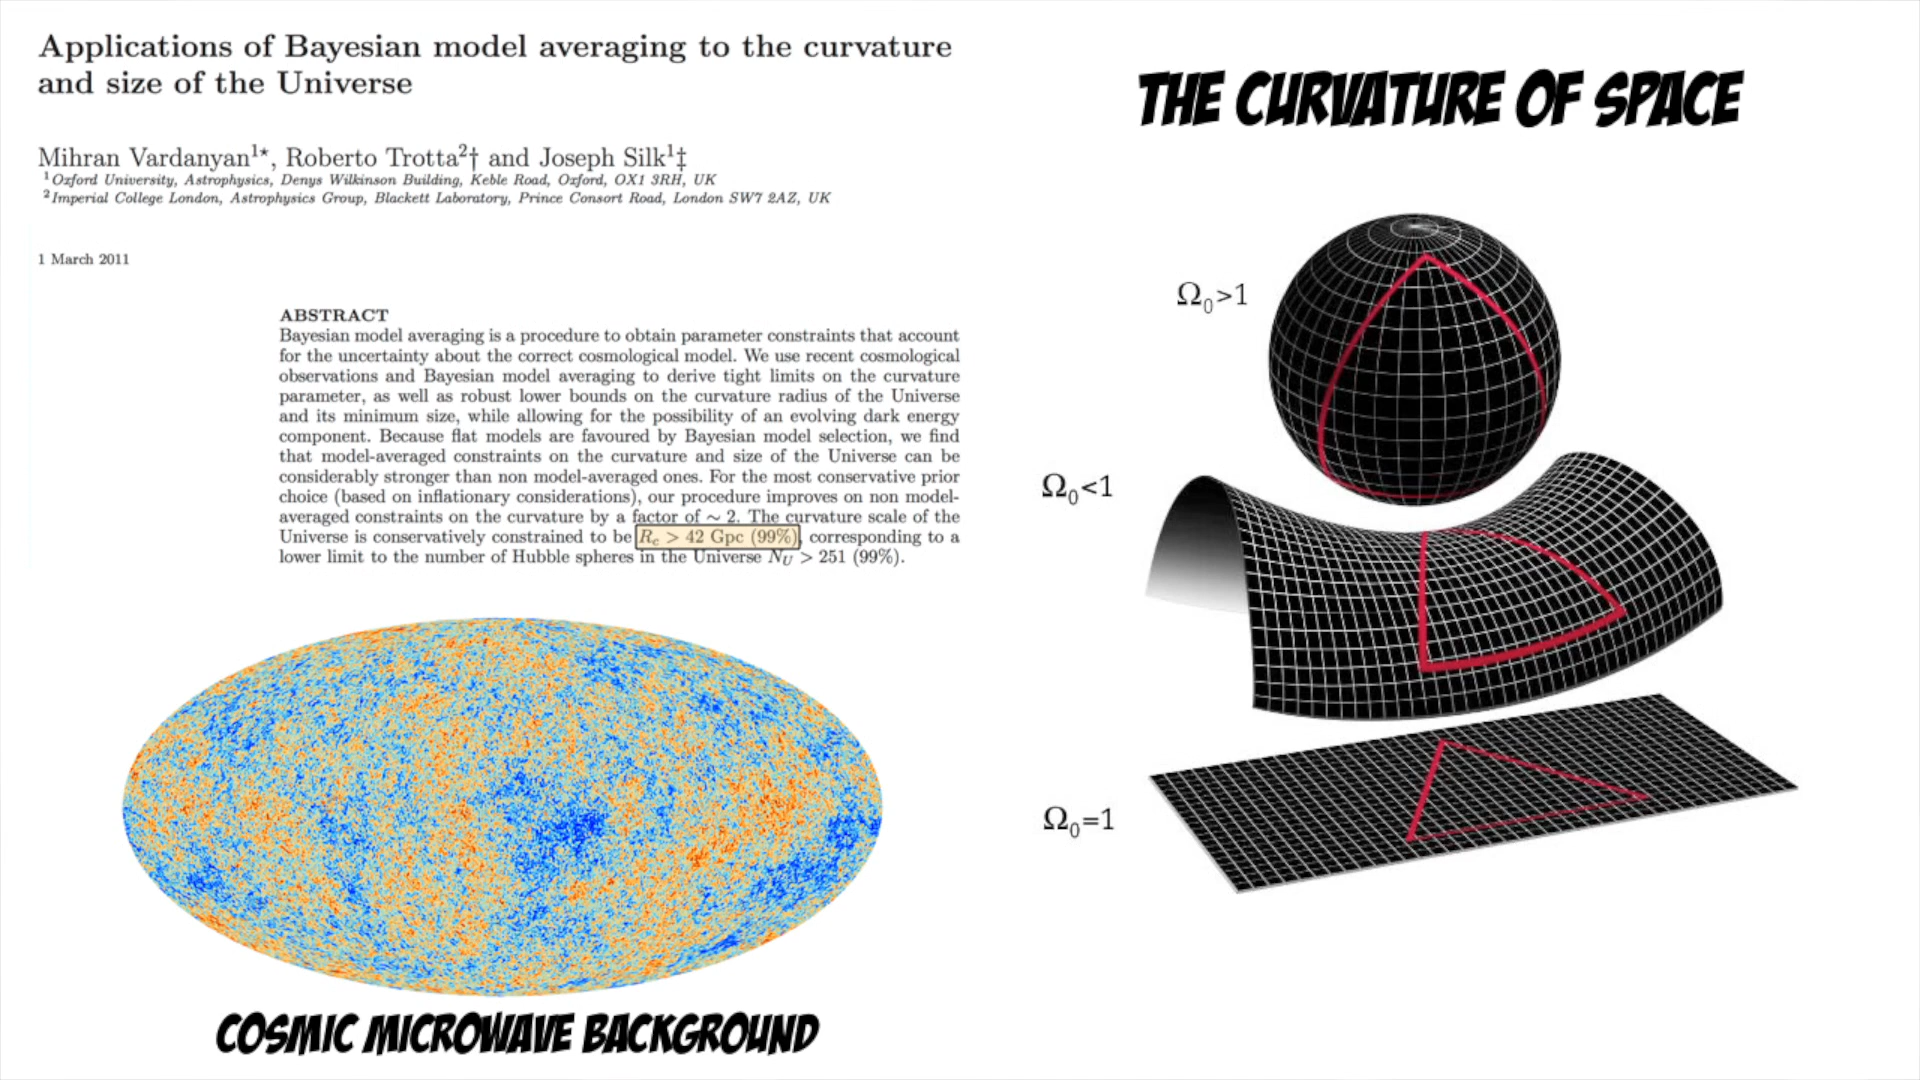 Applications of Bayesian model averaging to the curvature
and size of the Universe
Mihran Vardanyan¹⋆, Roberto Trotta²† and Joseph Silk¹‡
¹Oxford University, Astrophysics, Denys Wilkinson Building, Keble Road, Oxford, OX1 3RH, UK
²Imperial College London, Astrophysics Group, Blackett Laboratory, Prince Consort Road, London SW7 2AZ, UK
1 March 2011
ABSTRACT
Bayesian model averaging is a procedure to obtain parameter constraints that account
for the uncertainty about the correct cosmological model. We use recent cosmological
observations and Bayesian model averaging to derive tight limits on the curvature
parameter, as well as robust lower bounds on the curvature radius of the Universe
and its minimum size, while allowing for the possibility of an evolving dark energy
component. Because flat models are favoured by Bayesian model selection, we find
that model-averaged constraints on the curvature and size of the Universe can be
considerably stronger than non model-averaged ones. For the most conservative prior
choice (based on inflationary considerations), our procedure improves on non model-
averaged constraints on the curvature by a factor of ∼ 2. The curvature scale of the
Universe is conservatively constrained to be R_c > 42 Gpc (99%), corresponding to a
lower limit to the number of Hubble spheres in the Universe N_U > 251 (99%).
COSMIC MICROWAVE BACKGROUND
THE CURVATURE OF SPACE
Ω₀>1
Ω₀<1
Ω₀=1